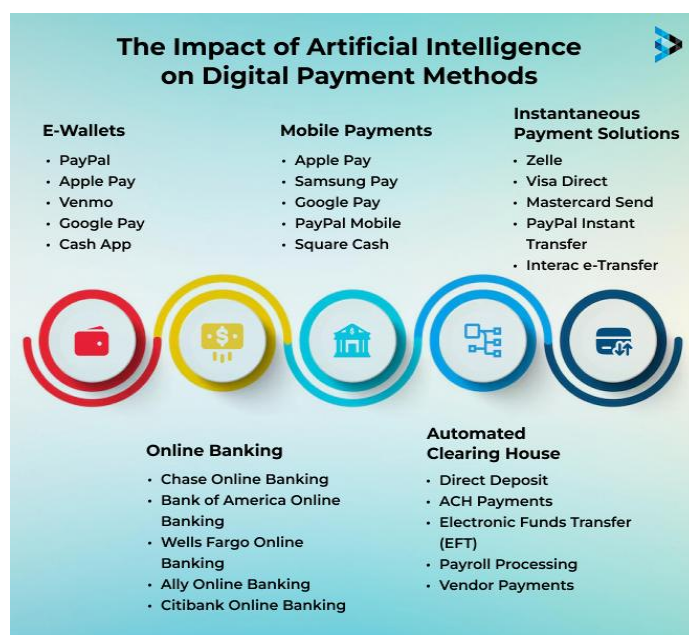 The Impact of Artificial Intelligence
on Digital Payment Methods
E-Wallets
• PayPal
• Apple Pay
• Venmo
• Google Pay
• Cash App
Mobile Payments
• Apple Pay
• Samsung Pay
• Google Pay
• PayPal Mobile
• Square Cash
Instantaneous
Payment Solutions
• Zelle
• Visa Direct
• Mastercard Send
• PayPal Instant
Transfer
• Interac e-Transfer
Online Banking
• Chase Online Banking
• Bank of America Online
Banking
• Wells Fargo Online
Banking
• Ally Online Banking
• Citibank Online Banking
Automated
Clearing House
• Direct Deposit
• ACH Payments
• Electronic Funds Transfer
(EFT)
• Payroll Processing
• Vendor Payments